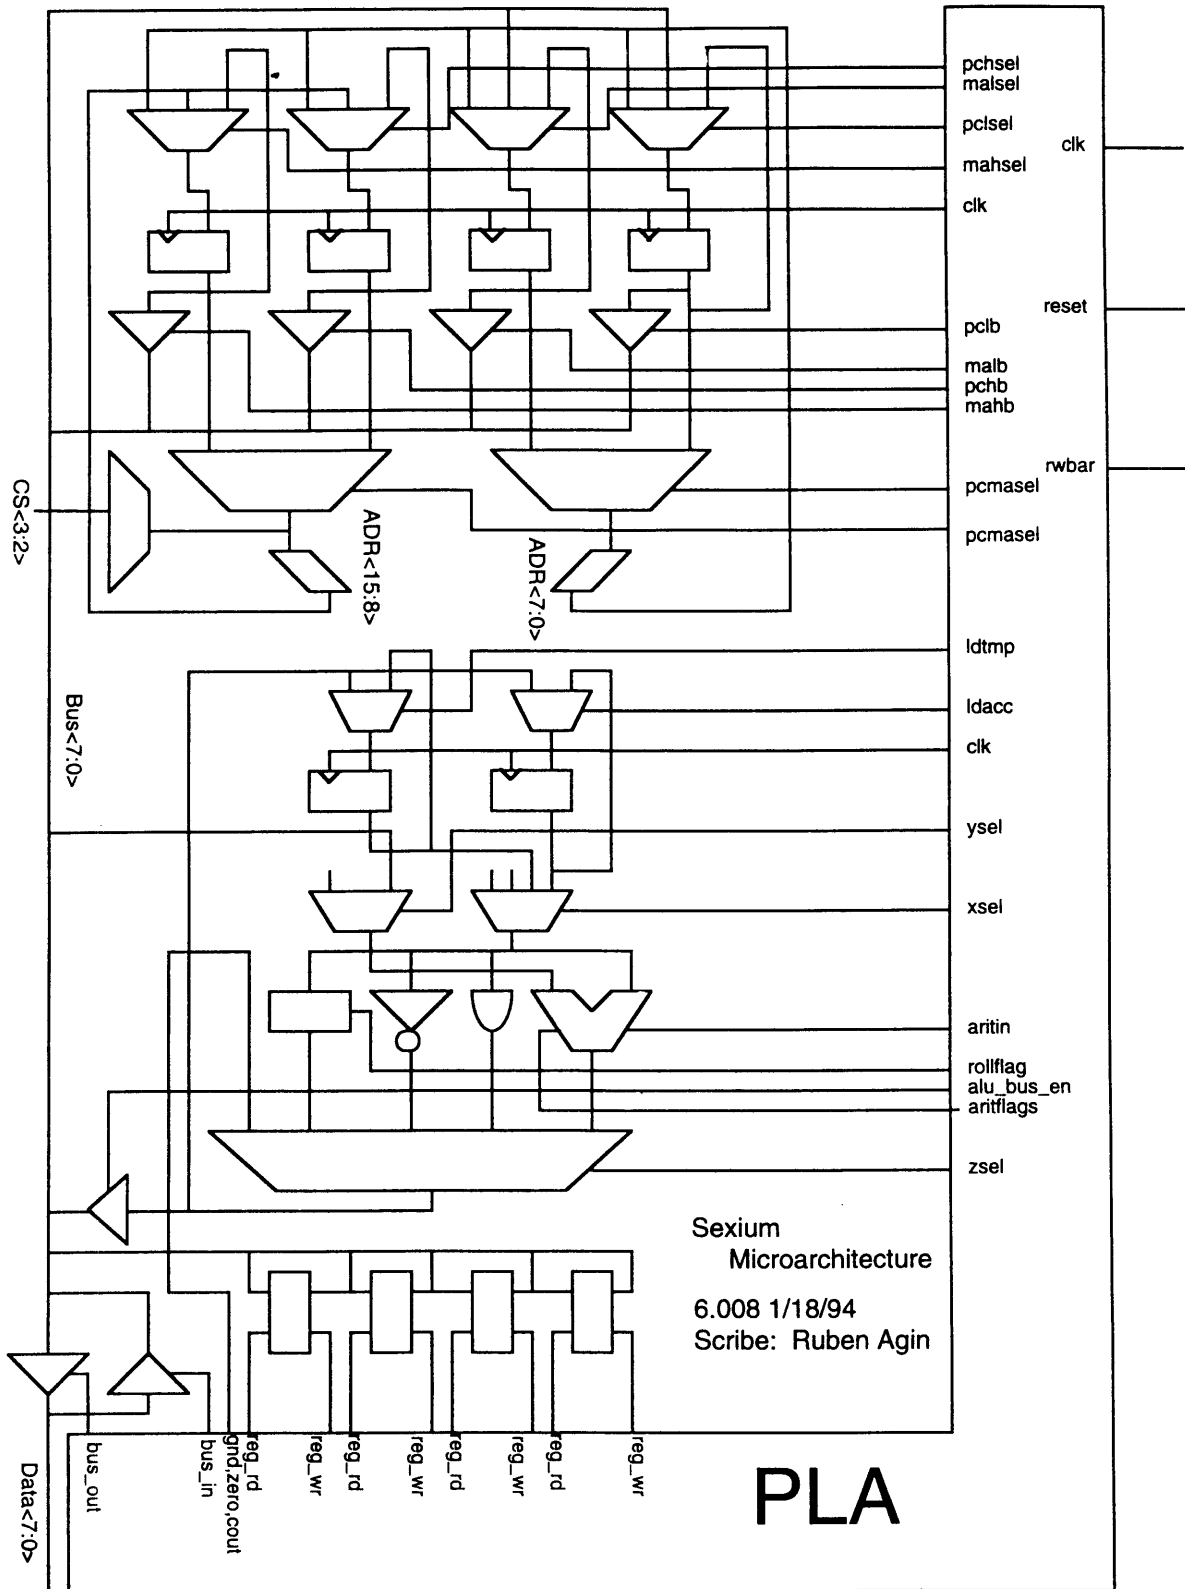 pchsel
malsel
pclsel
mahsel
clk
clk
reset
rwbar
pclb
malb
pchb
mahb
pcmasel
pcmasel
CS<3:2>
ADR<15:8>
ADR<7:0>
Bus<7:0>
ldtmp
ldacc
clk
ysel
xsel
aritin
rollflag
alu_bus_en
aritflags
zsel
Sexium
Microarchitecture
6.008 1/18/94
Scribe: Ruben Agin
Data<7:0>
bus_out
bus_in
gnd,zero,cout
reg_rd
reg_wr
reg_rd
reg_wr
reg_rd
reg_wr
reg_rd
reg_wr
PLA